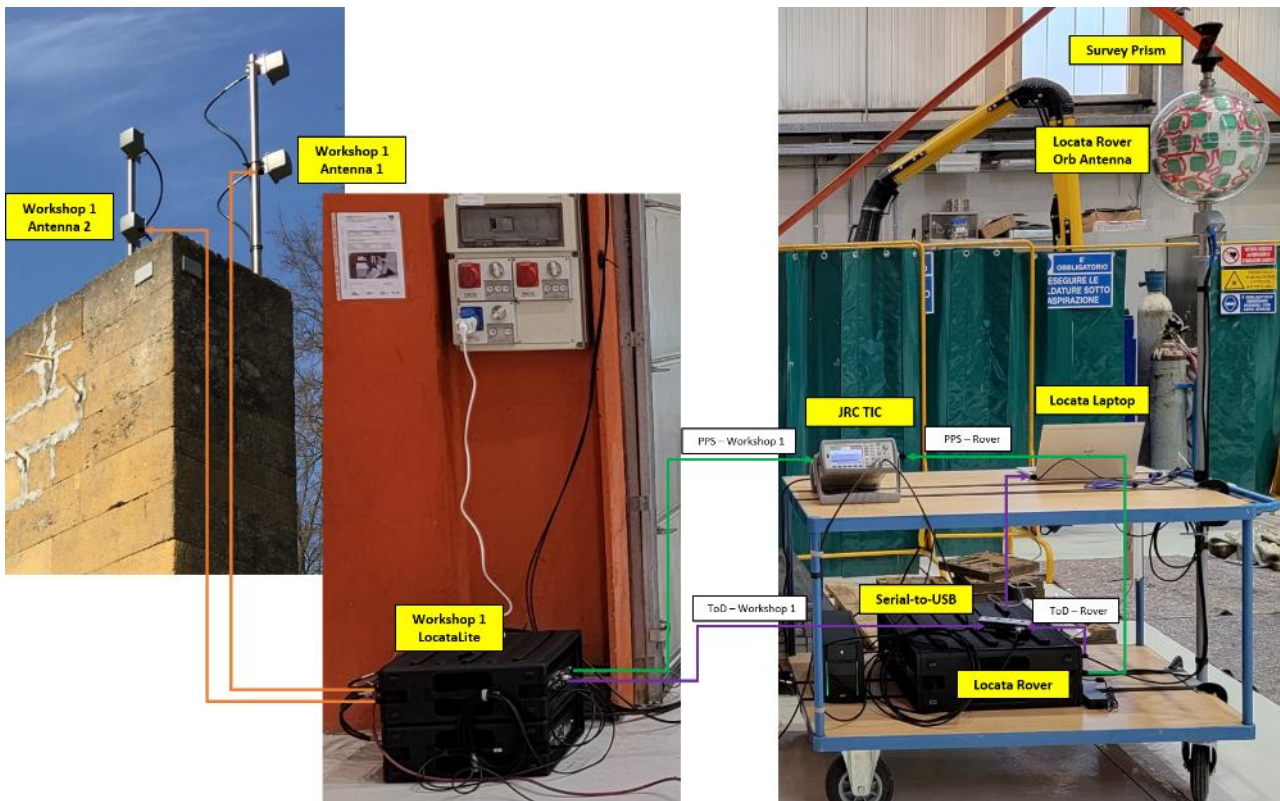 Workshop 1
Antenna 1
Workshop 1
Antenna 2
Workshop 1
LocataLite
PPS – Workshop 1
ToD – Workshop 1
Survey Prism
Locata Rover
Orb Antenna
È OBBLIGATORIO
ESEGUIRE LE
SALDATURE SOTTO
ASPIRAZIONE
JRC TIC
Locata Laptop
PPS – Rover
Serial-to-USB
ToD – Rover
Locata Rover